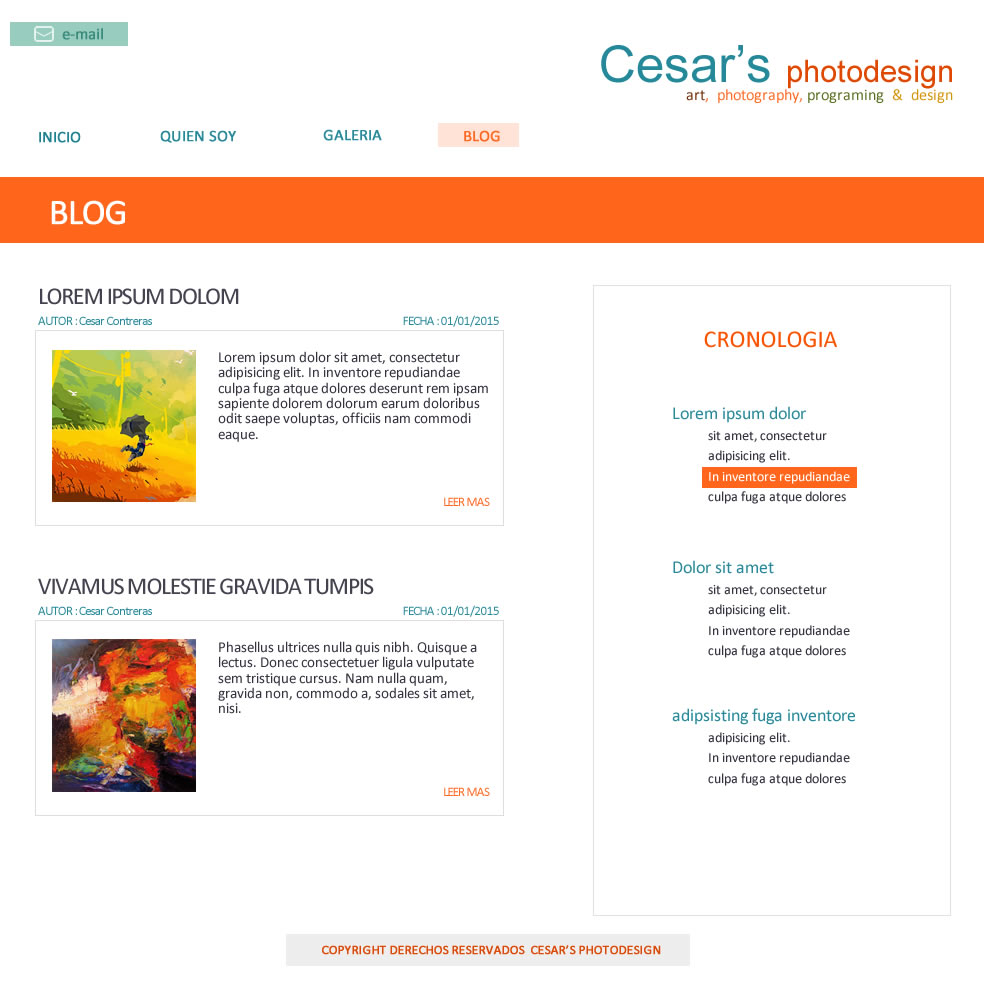 e-mail
Cesar's photodesign
art, photography, programing & design
INICIO QUIEN SOY GALERIA BLOG
BLOG
LOREM IPSUM DOLOM
AUTOR : Cesar Contreras FECHA : 01/01/2015
Lorem ipsum dolor sit amet, consectetur
adipisicing elit. In inventore repudiandae
culpa fuga atque dolores deserunt rem ipsam
sapiente dolorem dolorum earum doloribus
odit saepe voluptas, officiis nam commodi
eaque.
LEER MAS
VIVAMUS MOLESTIE GRAVIDA TUMPIS
AUTOR : Cesar Contreras FECHA : 01/01/2015
Phasellus ultrices nulla quis nibh. Quisque a
lectus. Donec consectetuer ligula vulputate
sem tristique cursus. Nam nulla quam,
gravida non, commodo a, sodales sit amet,
nisi.
LEER MAS
CRONOLOGIA
Lorem ipsum dolor
sit amet, consectetur
adipisicing elit.
In inventore repudiandae
culpa fuga atque dolores
Dolor sit amet
sit amet, consectetur
adipisicing elit.
In inventore repudiandae
culpa fuga atque dolores
adipsisting fuga inventore
adipisicing elit.
In inventore repudiandae
culpa fuga atque dolores
COPYRIGHT DERECHOS RESERVADOS CESAR'S PHOTODESIGN